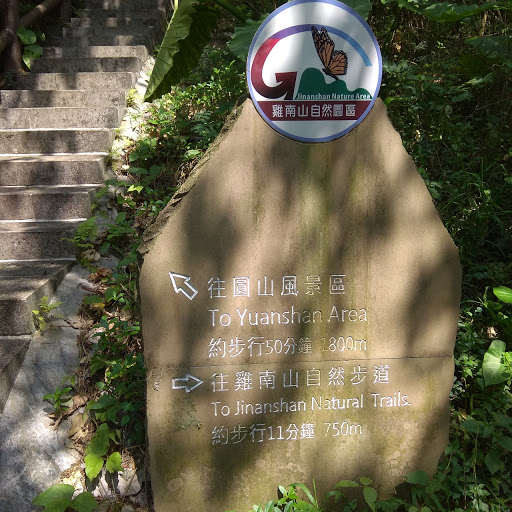 Jinanshan Nature Area
雞南山自然園區
往圓山風景區
To Yuanshan Area
約步行50分鐘 1800m
往雞南山自然步道
To Jinanshan Natural Trails.
約步行11分鐘 750m